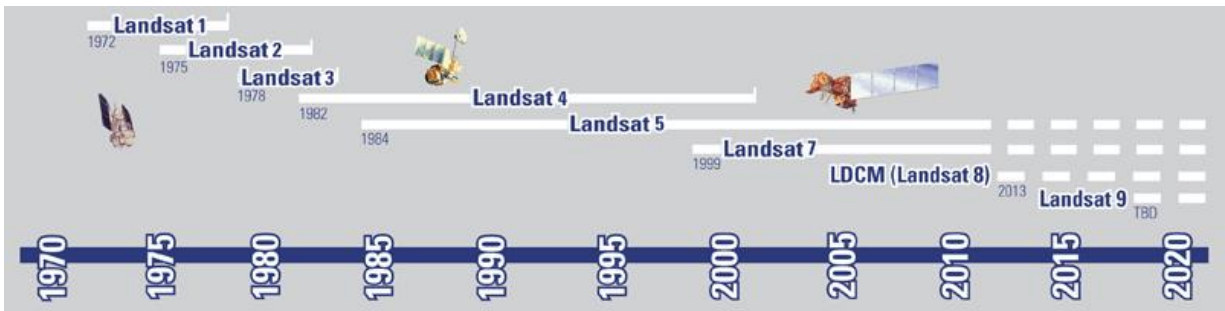 Landsat 1
1972
Landsat 2
1975
Landsat 3
1978
Landsat 4
1982
Landsat 5
1984
Landsat 7
1999
LDCM (Landsat 8)
2013
Landsat 9
TBD
1970 1975 1980 1985 1990 1995 2000 2005 2010 2015 2020